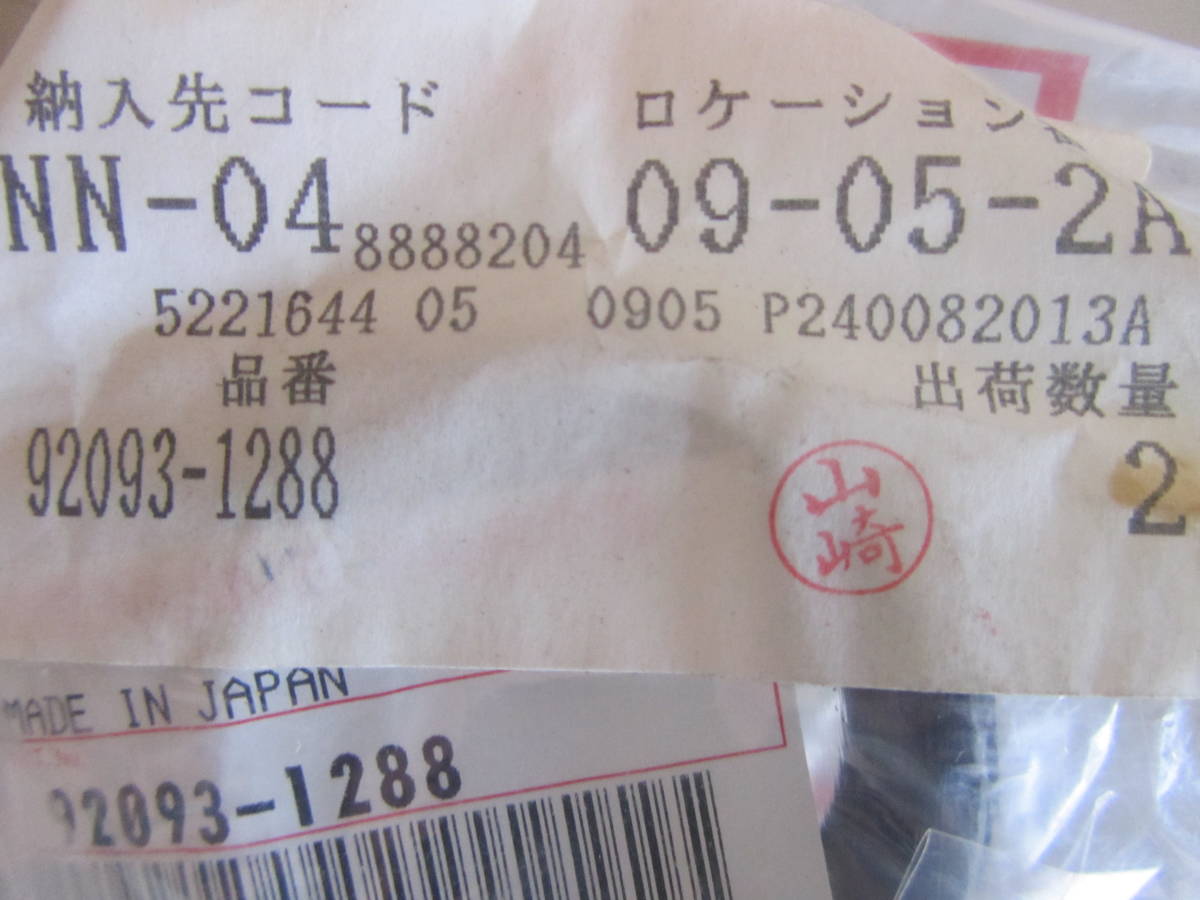 納入先コード ロケーション
NN-04 8888204 09-05-2A
5221644 05 0905 P240082013A
品番 出荷数量
92093-1288 2
山崎
MADE IN JAPAN
92093-1288